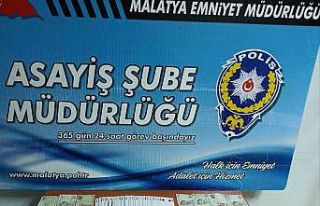 MALATYA EMNİYET MÜDÜRLÜĞÜ
POLİS
ASAYİŞ ŞUBE
MÜDÜRLÜĞÜ
365 gün 24 saat görev başındayız
www.malatya.pol.tr
Halk için Emniyet
Adalet için Hizmet